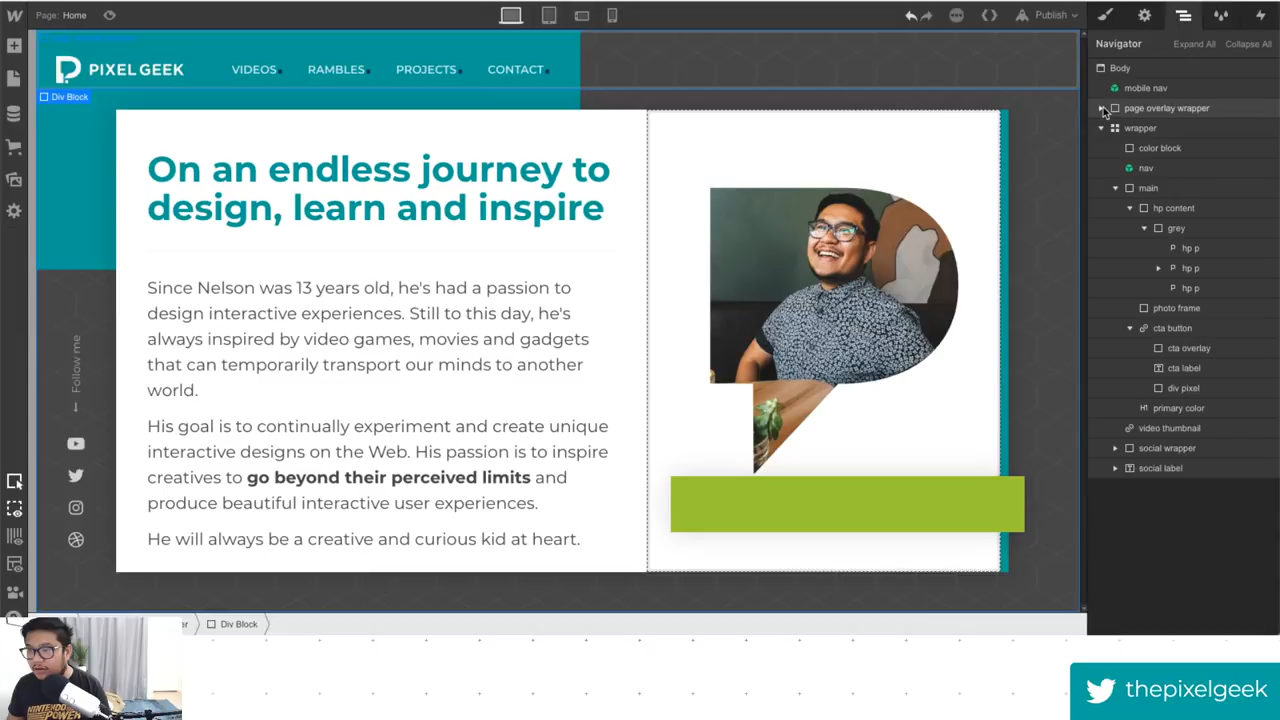 Page: Home
Publish
PIXEL GEEK
VIDEOS
RAMBLES
PROJECTS
CONTACT
Div Block
On an endless journey to
design, learn and inspire
Since Nelson was 13 years old, he's had a passion to
design interactive experiences. Still to this day, he's
always inspired by video games, movies and gadgets
that can temporarily transport our minds to another
world.
His goal is to continually experiment and create unique
interactive designs on the Web. His passion is to inspire
creatives to go beyond their perceived limits and
produce beautiful interactive user experiences.
He will always be a creative and curious kid at heart.
Follow me
Div Block
Navigator
Expand All
Collapse All
Body
mobile nav
page overlay wrapper
wrapper
color block
nav
main
hp content
grey
hp p
hp p
hp p
photo frame
cta button
cta overlay
cta label
div pixel
H1 primary color
video thumbnail
social wrapper
social label
NINTENDO
POWER
thepixelgeek